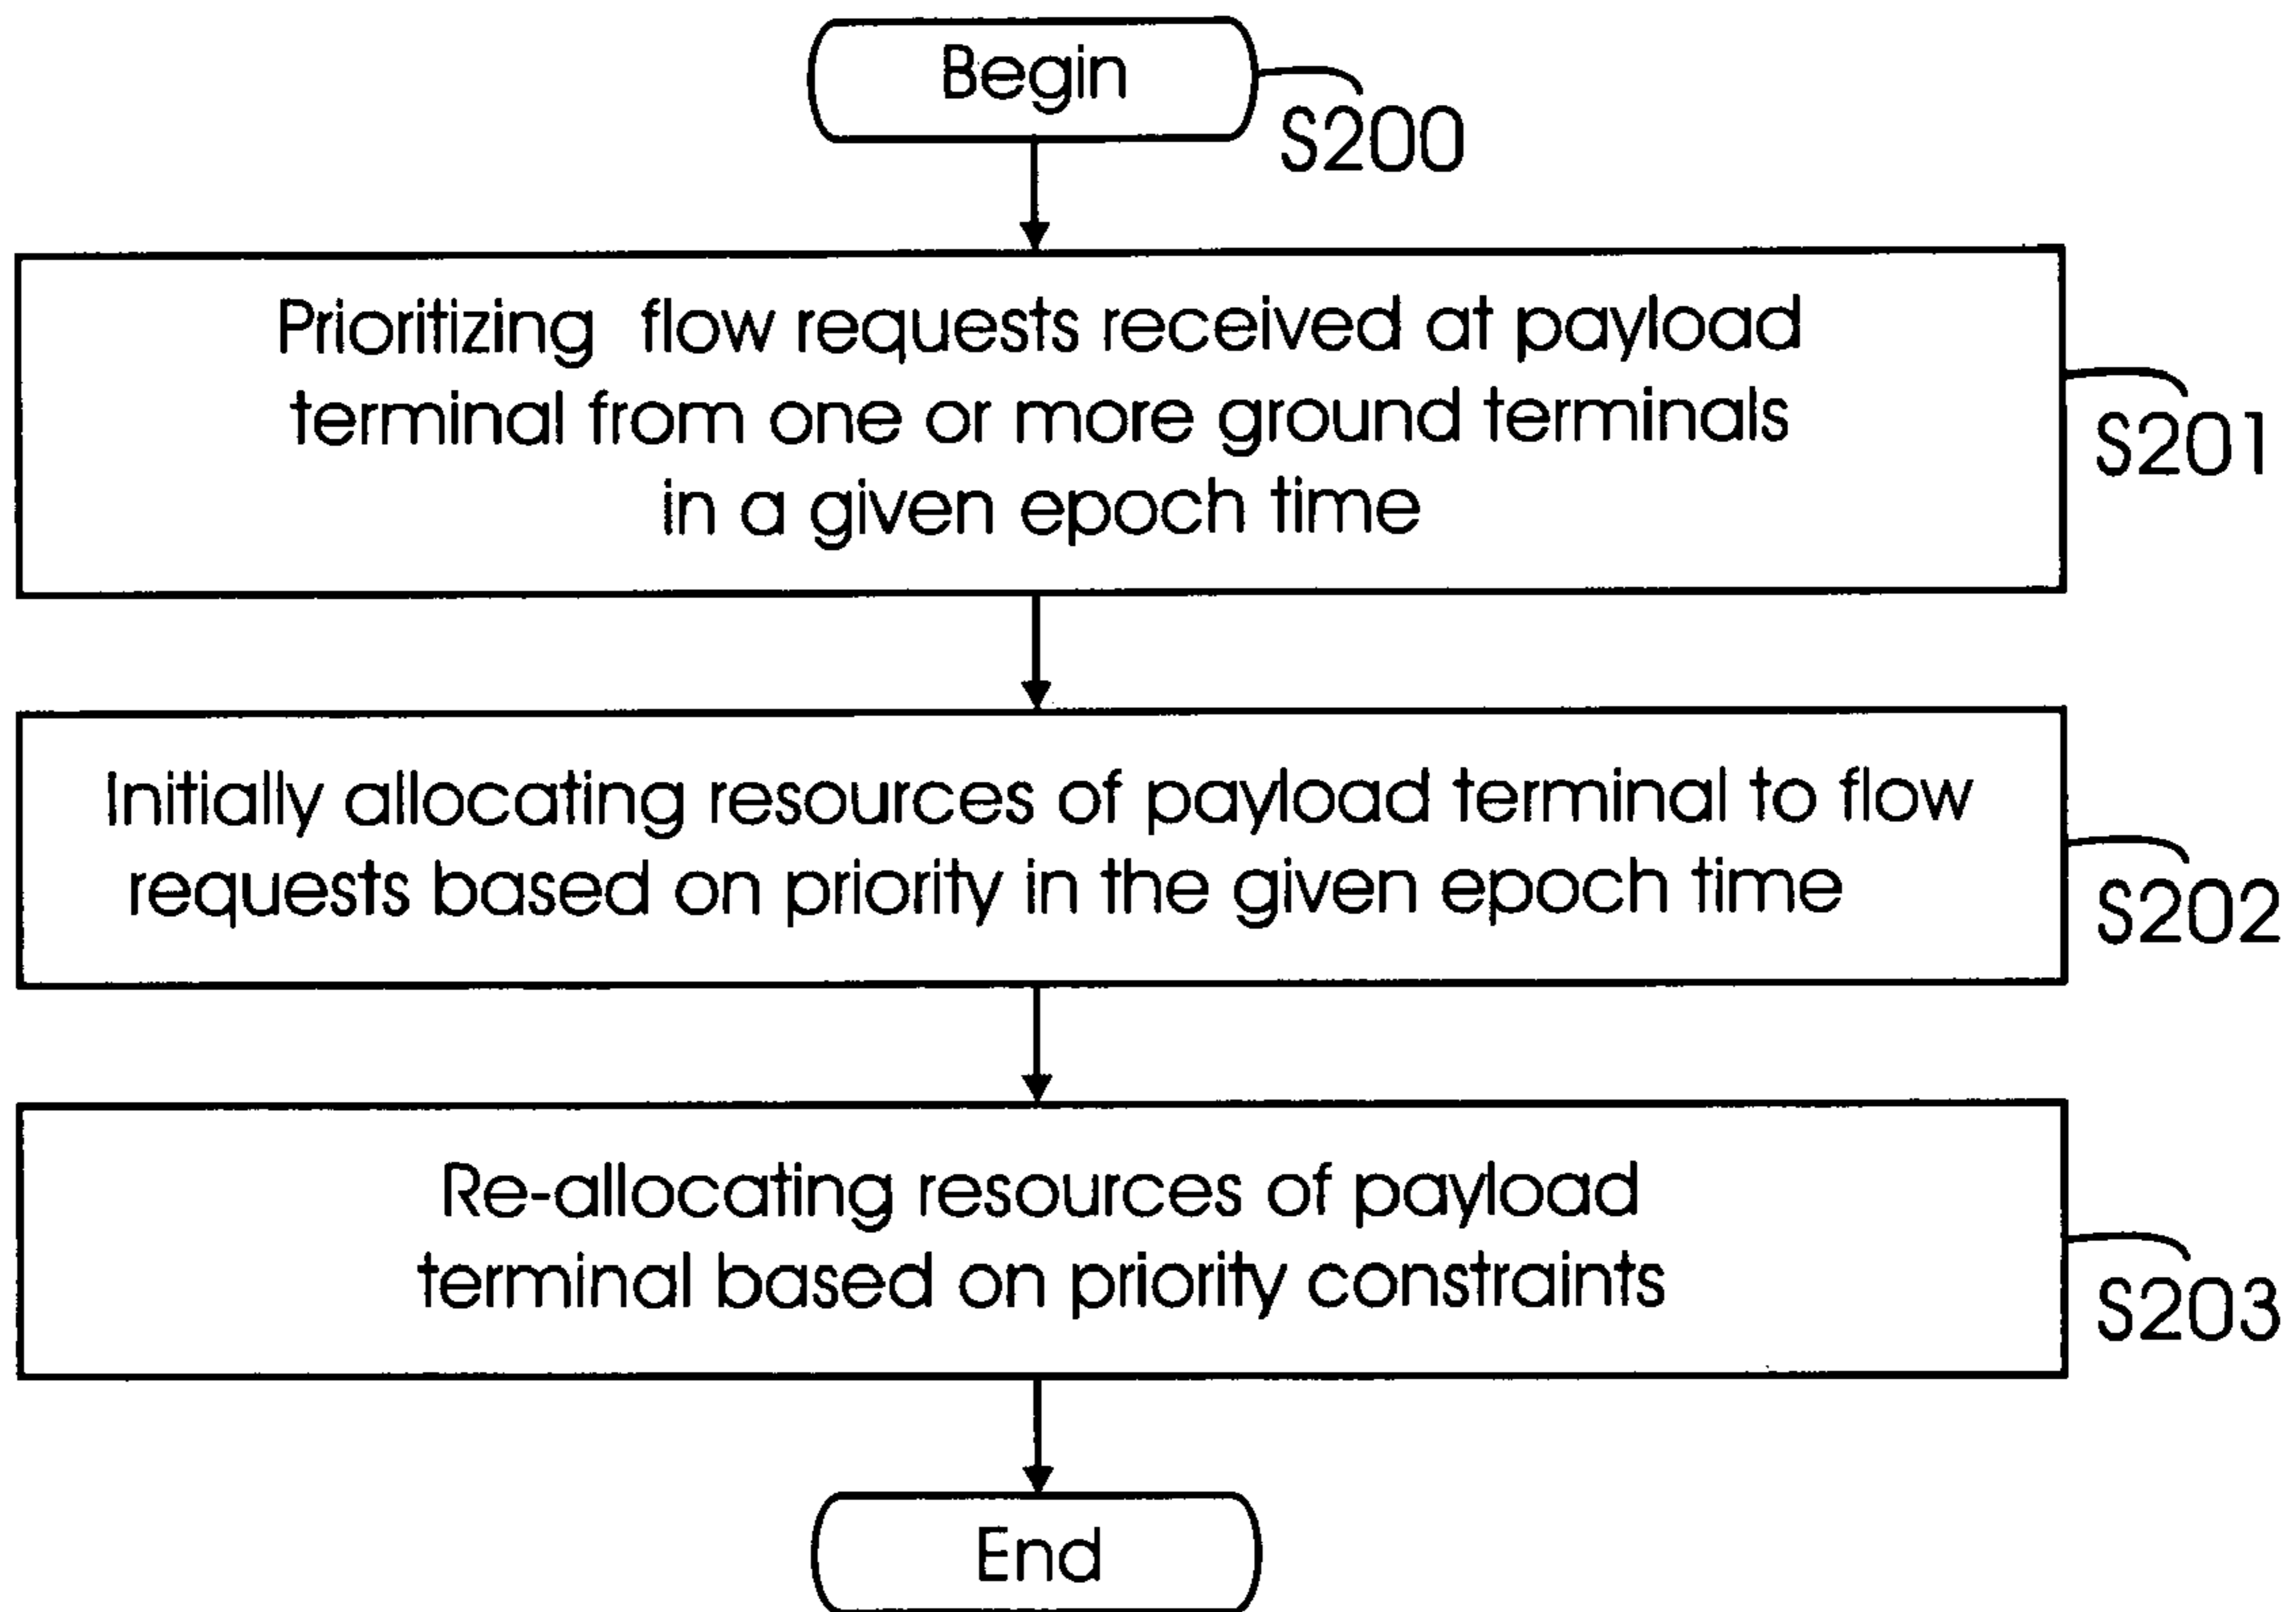 Begin
S200
Prioritizing flow requests received at payload
terminal from one or more ground terminals
in a given epoch time
S201
Initially allocating resources of payload terminal to flow
requests based on priority in the given epoch time
S202
Re-allocating resources of payload
terminal based on priority constraints
S203
End